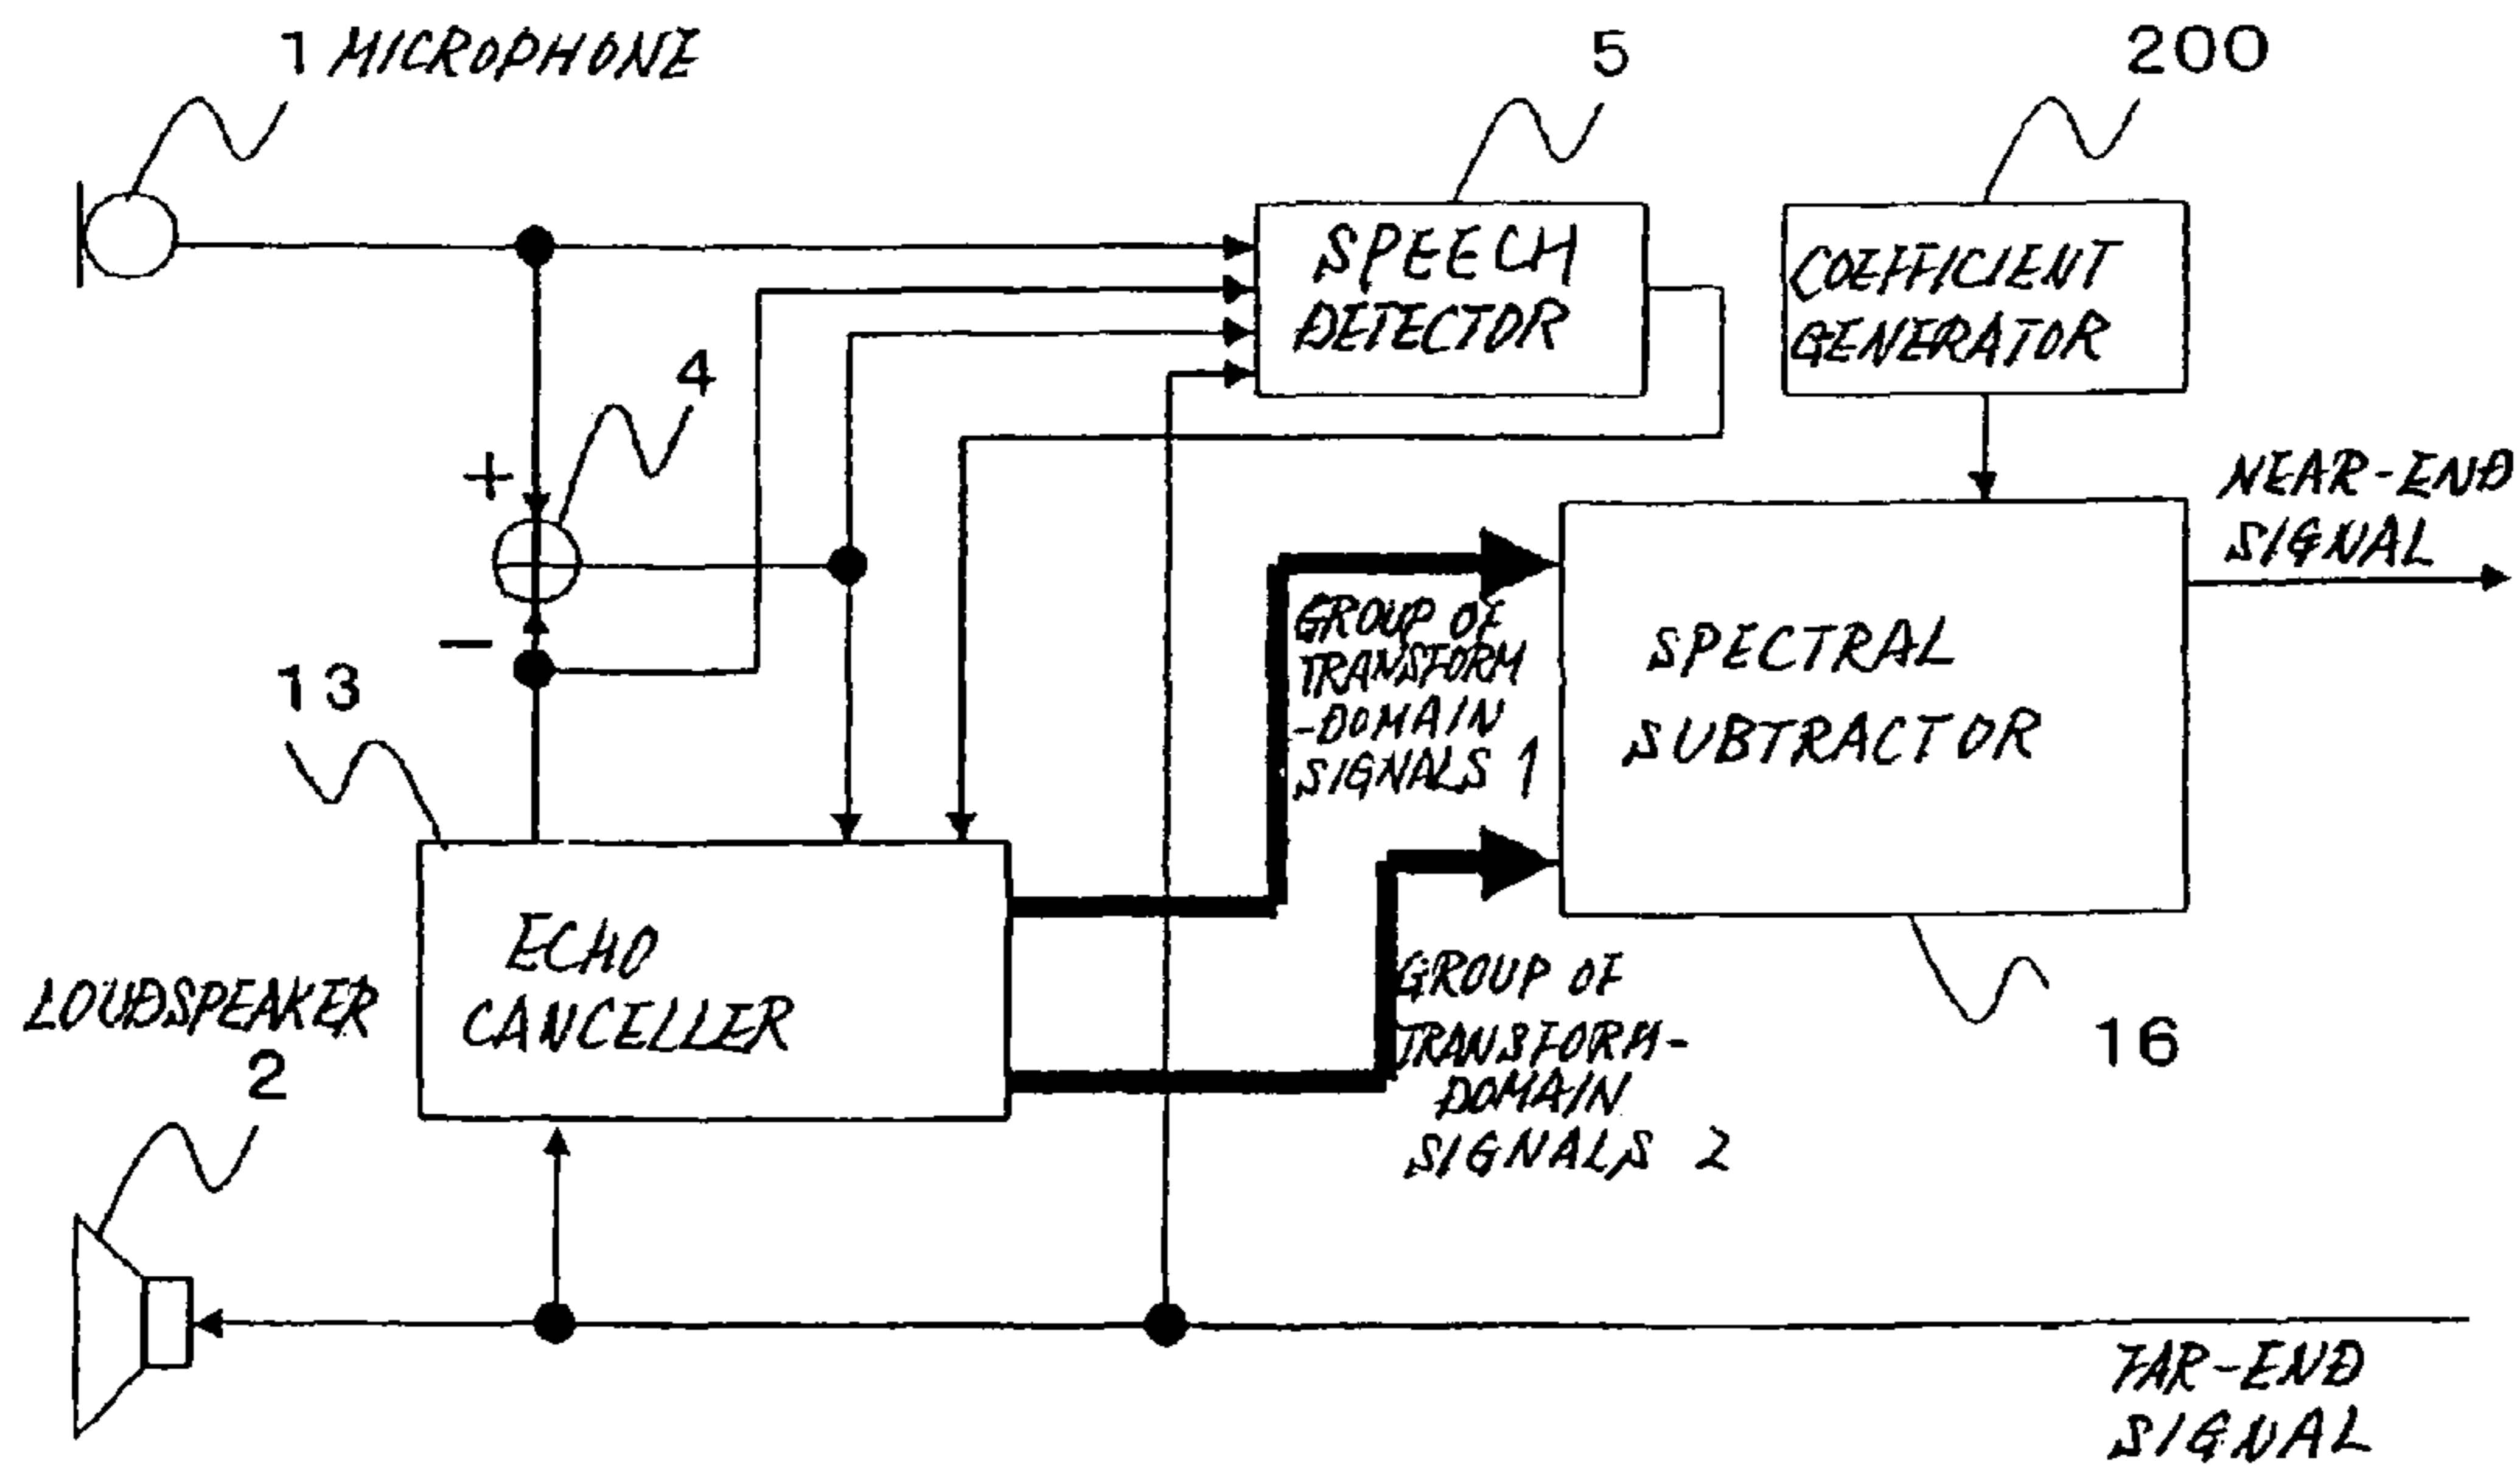 1 MICROPHONE
5
200
SPEECH
DETECTOR
COEFFICIENT
GENERATOR
4
+
NEAR-END
SIGNAL
−
GROUP OF
TRANSFORM
-DOMAIN
SIGNALS 1
SPECTRAL
SUBTRACTOR
13
ECHO
CANCELLER
GROUP OF
TRANSFORM-
DOMAIN
SIGNALS 2
16
LOUDSPEAKER
2
FAR-END
SIGNAL